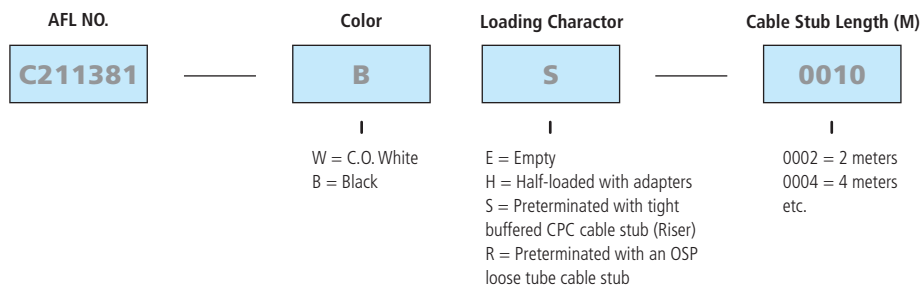 AFL NO.
Color
Loading Charactor
Cable Stub Length (M)
C211381
B
S
0010
W = C.O. White
B = Black
E = Empty
H = Half-loaded with adapters
S = Preterminated with tight
buffered CPC cable stub (Riser)
R = Preterminated with an OSP
loose tube cable stub
0002 = 2 meters
0004 = 4 meters
etc.